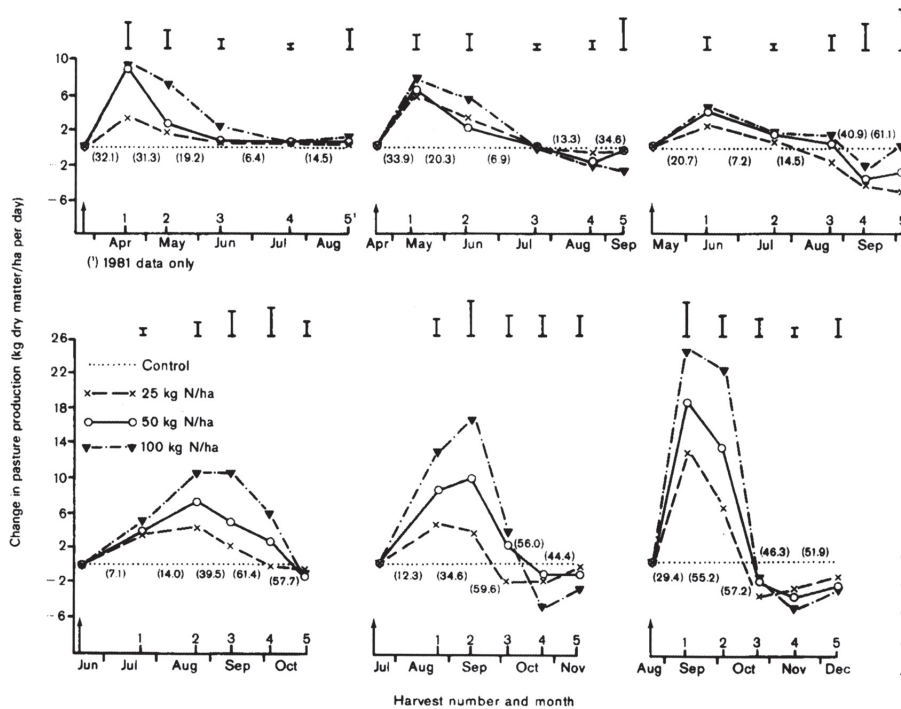 Change in pasture production (kg dry matter/ha per day)
10
6
2
-2
-6
(32.1) (31.3) (19.2) (6.4) (14.5)
1 2 3 4 5¹
Apr May Jun Jul Aug
(¹) 1981 data only
(33.9) (20.3) (6.9) (13.3) (34.6)
1 2 3 4 5
Apr May Jun Jul Aug Sep
(20.7) (7.2) (14.5) (40.9) (61.1)
1 2 3 4 5
May Jun Jul Aug Sep
26
22
18
14
10
6
2
-2
-6
Control
25 kg N/ha
50 kg N/ha
100 kg N/ha
(7.1) (14.0) (39.5) (61.4) (57.7)
1 2 3 4 5
Jun Jul Aug Sep Oct
(12.3) (34.6) (59.6) (56.0) (44.4)
1 2 3 4 5
Jul Aug Sep Oct Nov
(29.4) (55.2) (57.2) (46.3) (51.9)
1 2 3 4 5
Aug Sep Oct Nov Dec
Harvest number and month